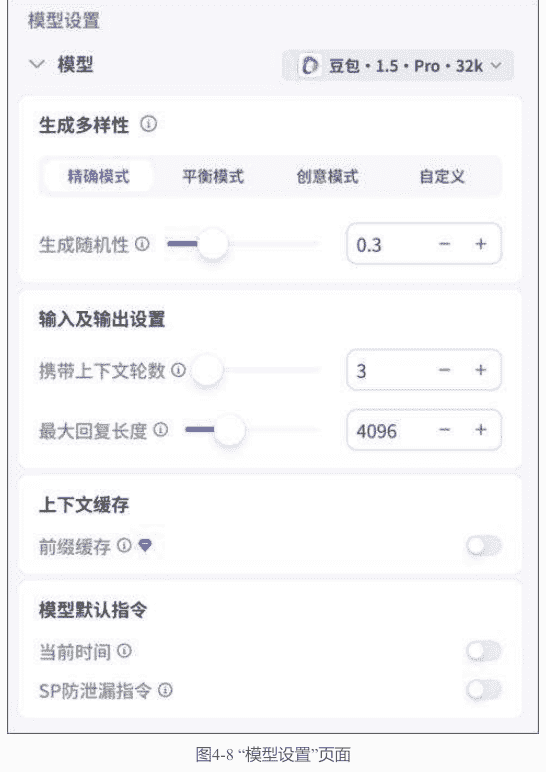 模型设置
模型 豆包・1.5・Pro・32k
生成多样性
精确模式 平衡模式 创意模式 自定义
生成随机性 0.3 − +
输入及输出设置
携带上下文轮数 3 − +
最大回复长度 4096 − +
上下文缓存
前缀缓存
模型默认指令
当前时间
SP防泄漏指令
图4-8 “模型设置”页面